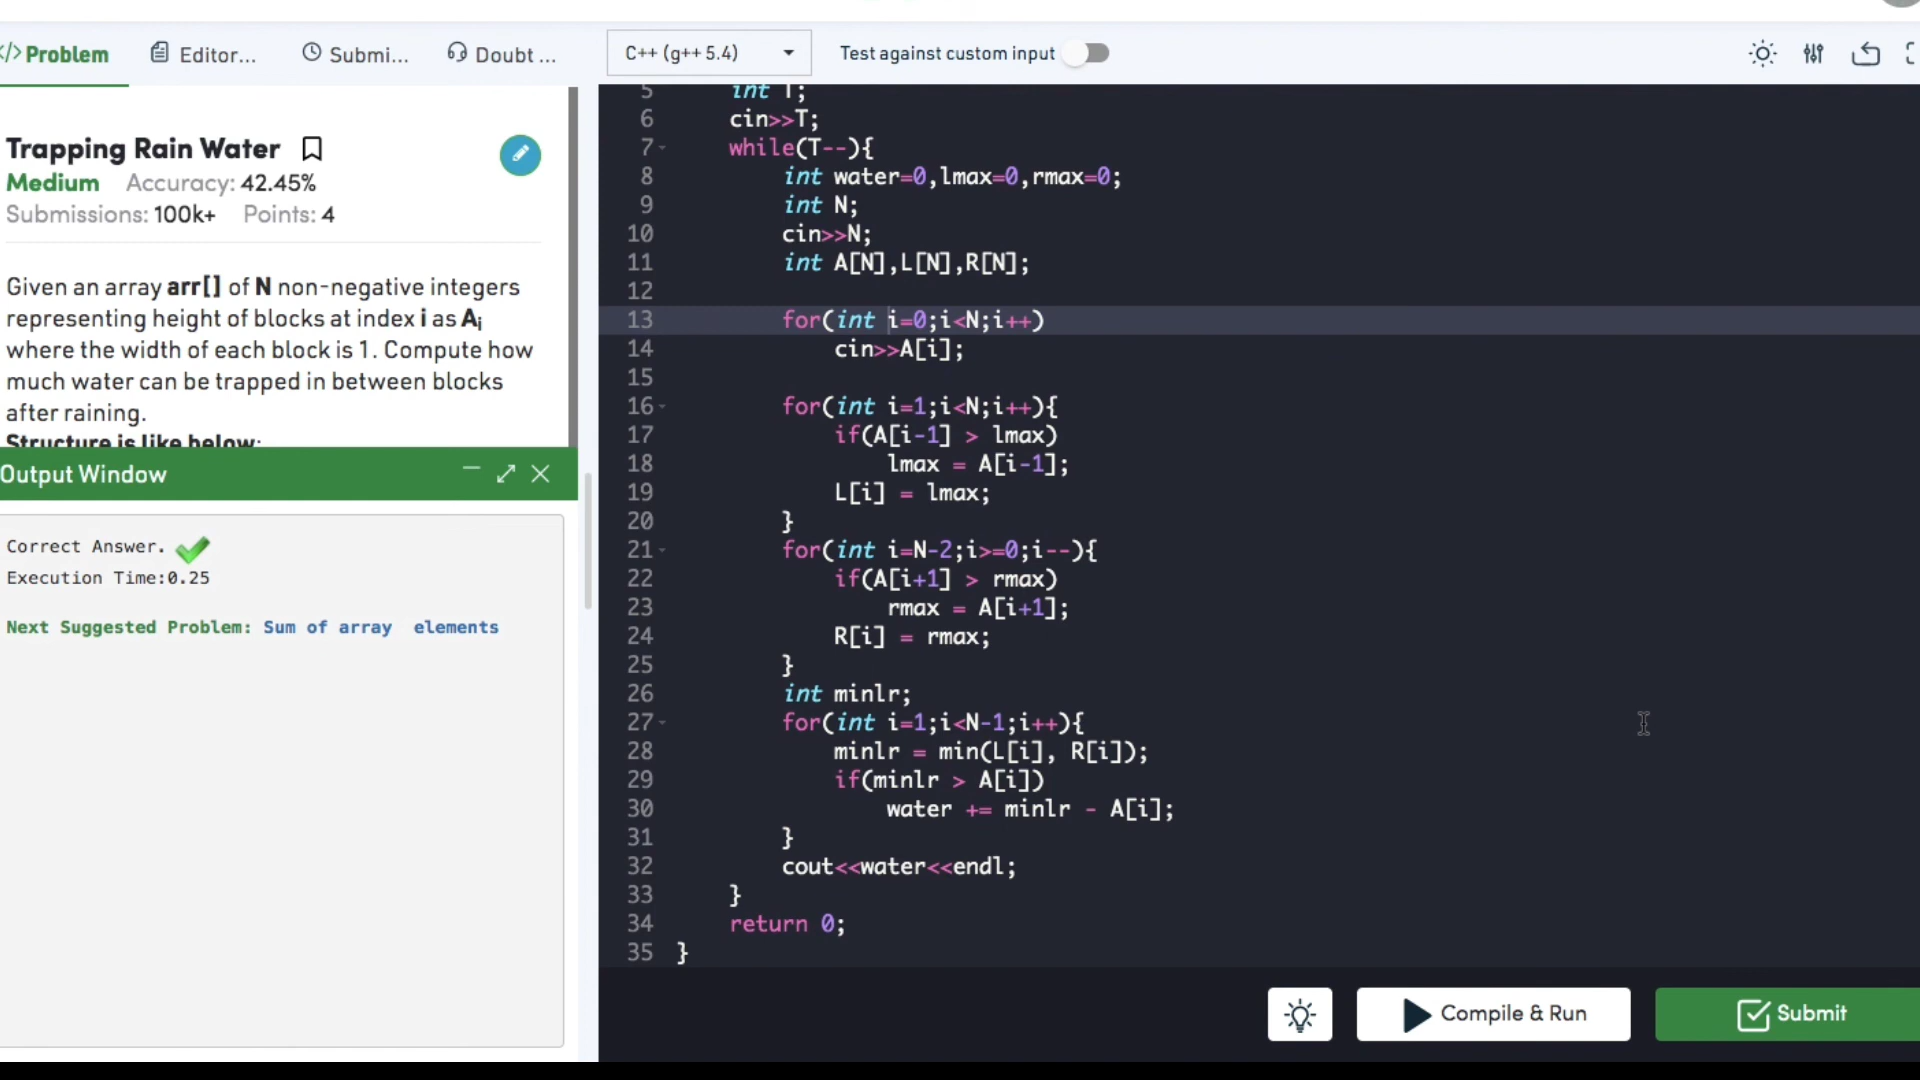 </> Problem
Editor...
Submi...
Doubt ...
C++ (g++ 5.4)
Test against custom input
Trapping Rain Water
Medium Accuracy: 42.45%
Submissions: 100k+ Points: 4
Given an array arr[] of N non-negative integers
representing height of blocks at index i as Ai
where the width of each block is 1. Compute how
much water can be trapped in between blocks
after raining.
Structure is like below:
Output Window
Correct Answer.
Execution Time:0.25
Next Suggested Problem: Sum of array elements
5 int T;
6 cin>>T;
7 while(T--){
8 int water=0,lmax=0,rmax=0;
9 int N;
10 cin>>N;
11 int A[N],L[N],R[N];
12
13 for(int i=0;i<N;i++)
14 cin>>A[i];
15
16 for(int i=1;i<N;i++){
17 if(A[i-1] > lmax)
18 lmax = A[i-1];
19 L[i] = lmax;
20 }
21 for(int i=N-2;i>=0;i--){
22 if(A[i+1] > rmax)
23 rmax = A[i+1];
24 R[i] = rmax;
25 }
26 int minlr;
27 for(int i=1;i<N-1;i++){
28 minlr = min(L[i], R[i]);
29 if(minlr > A[i])
30 water += minlr - A[i];
31 }
32 cout<<water<<endl;
33 }
34 return 0;
35 }
Compile & Run
Submit